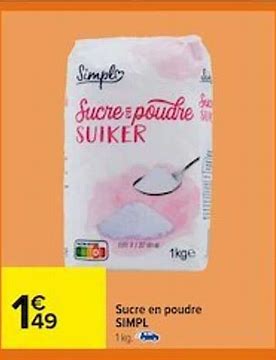 Simpl
Sucre en poudre
SUIKER
1kg e
1€49
Sucre en poudre
SIMPL
1 kg